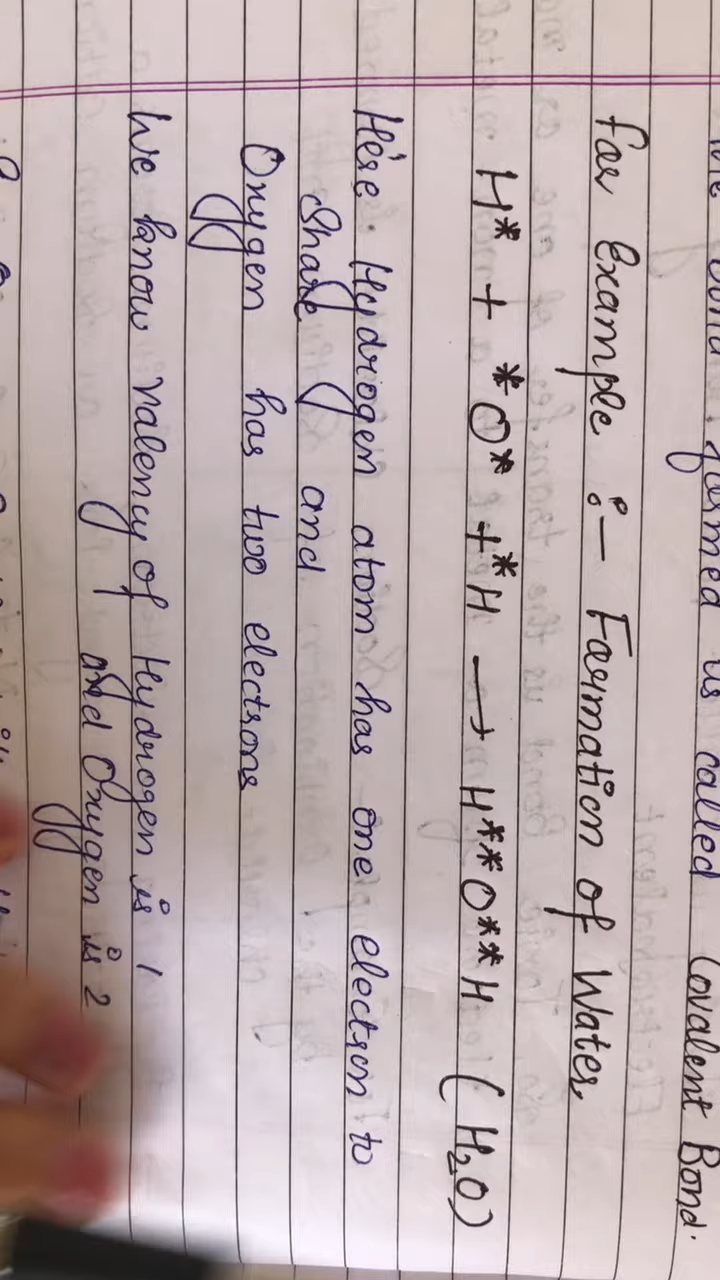 formed is called Covalent Bond.
for Example :- Formation of Water
H* + *O* + *H → H**O**H (H₂O)
Here Hydrogen atom has one electron to
Share and
Oxygen has two electrons
We know valency of Hydrogen is 1
and Oxygen is 2